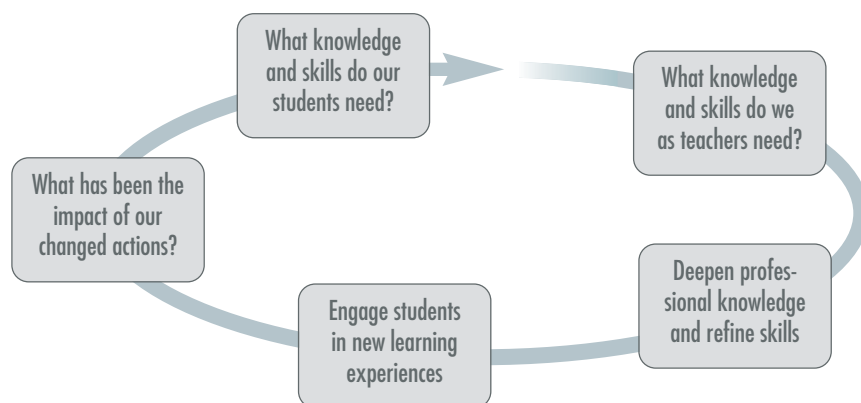 What knowledge
and skills do our
students need?
What knowledge
and skills do we
as teachers need?
Deepen profes-
sional knowledge
and refine skills
Engage students
in new learning
experiences
What has been the
impact of our
changed actions?